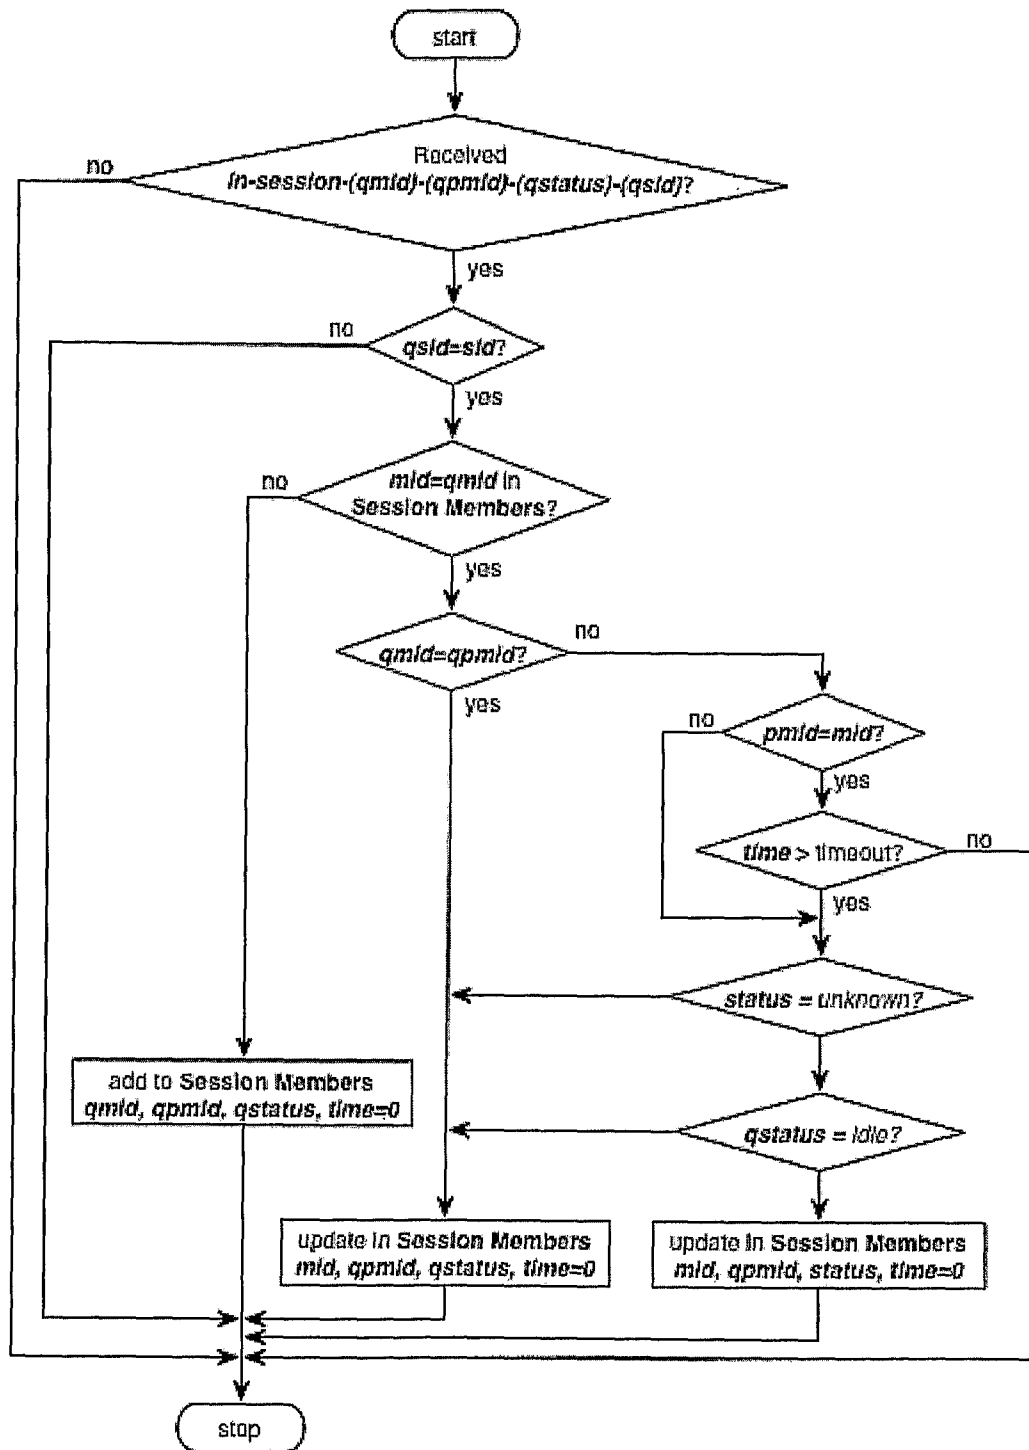 start
Received
in-session-(qmid)-(qpmid)-(qstatus)-(qsid)?
no
yes
no
qsid=sid?
yes
no
mid=qmid in
Session Members?
yes
qmid=qpmid?
no
yes
no
pmid=mid?
yes
time > timeout?
no
yes
status = unknown?
add to Session Members
qmid, qpmid, qstatus, time=0
qstatus = idle?
update in Session Members
mid, qpmid, qstatus, time=0
update in Session Members
mid, qpmid, status, time=0
stop